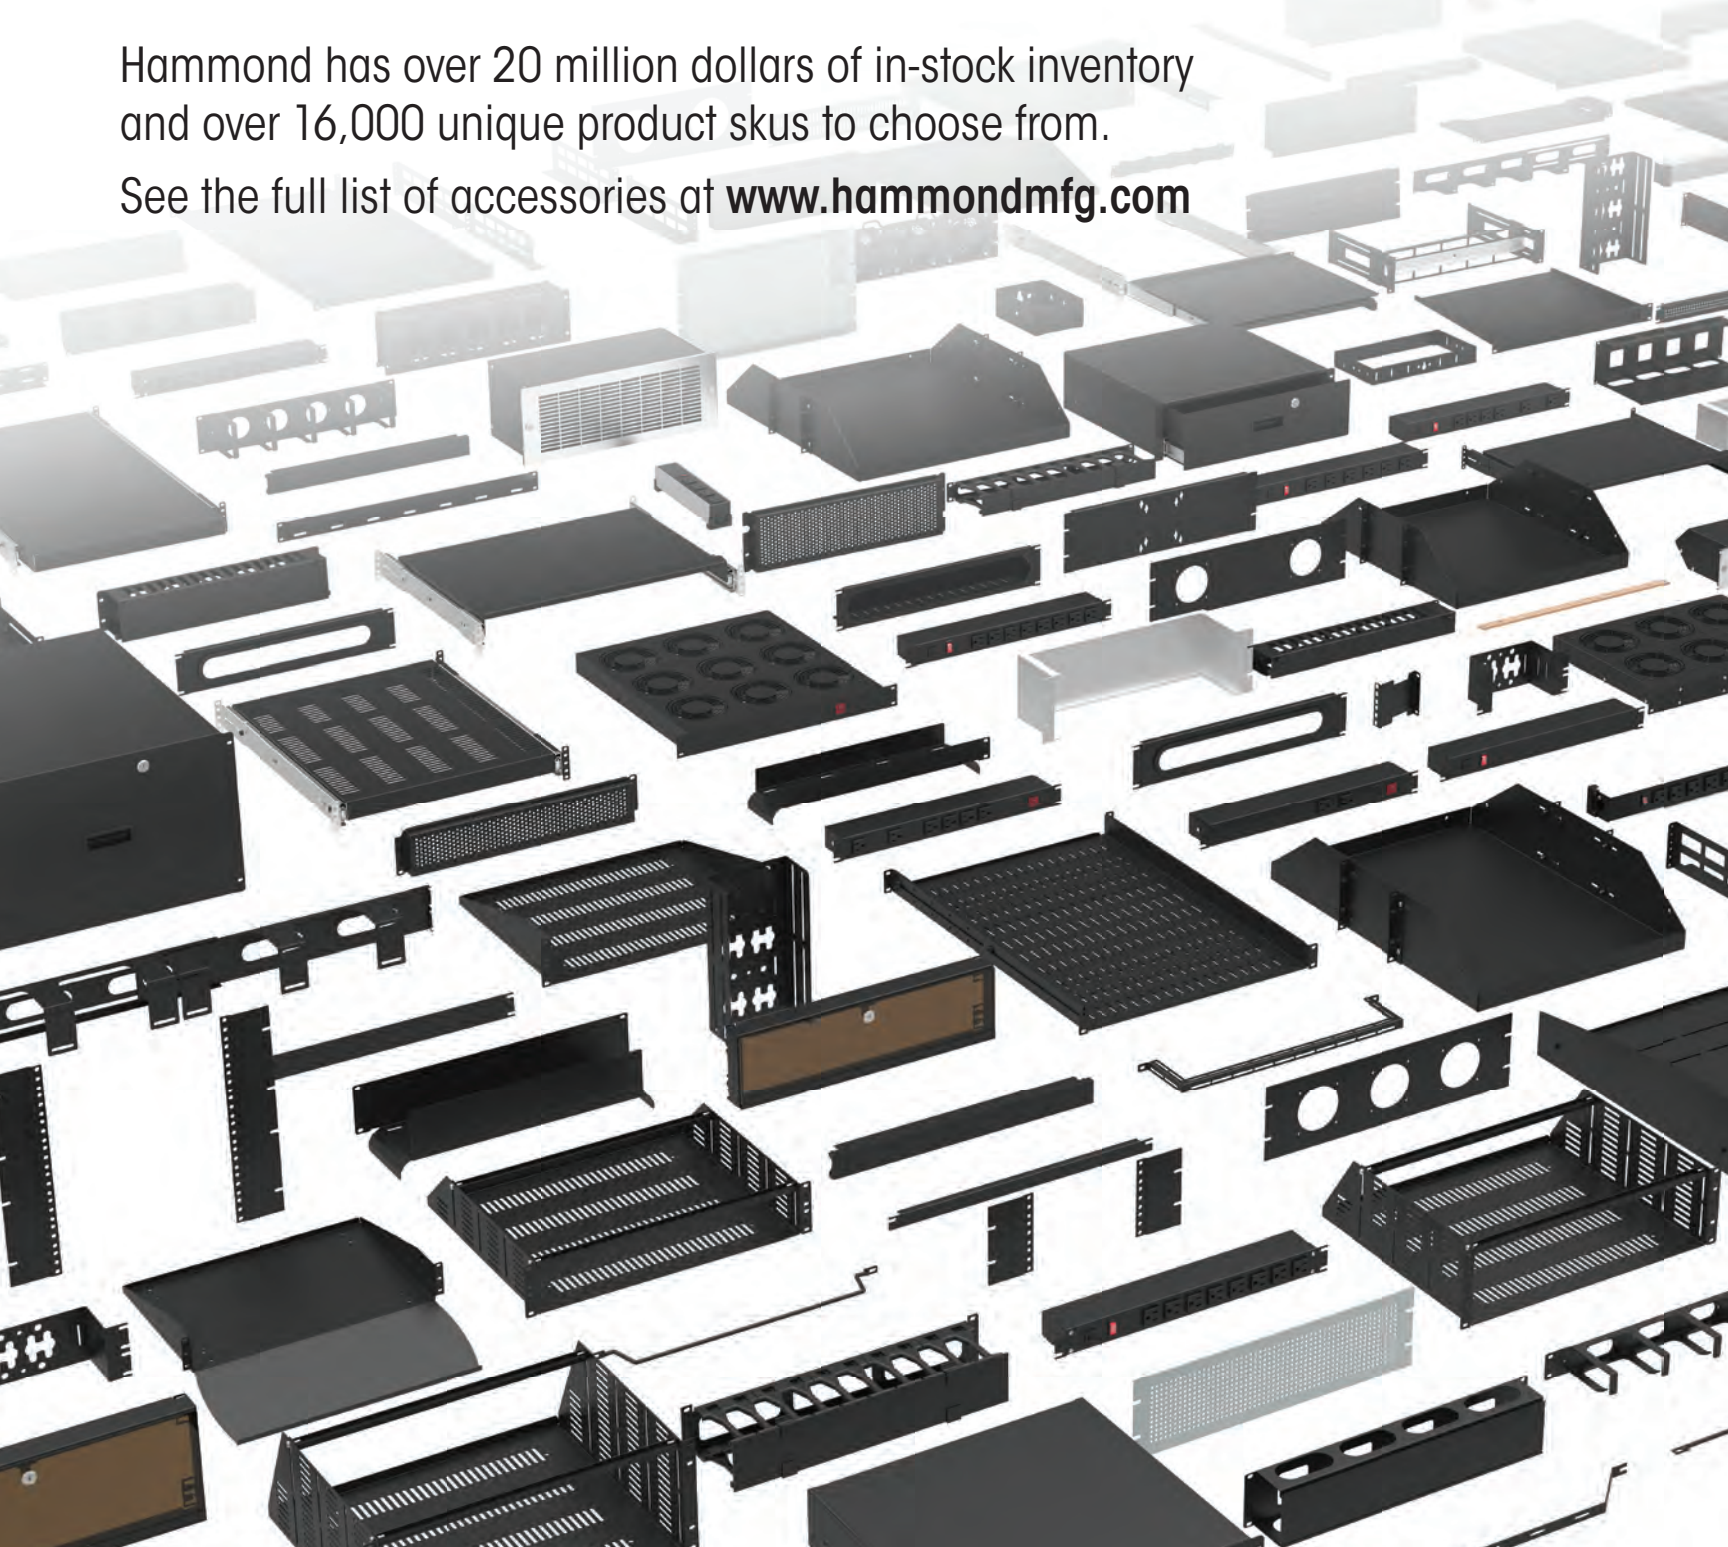 Hammond has over 20 million dollars of in-stock inventory
and over 16,000 unique product skus to choose from.
See the full list of accessories at www.hammondmfg.com